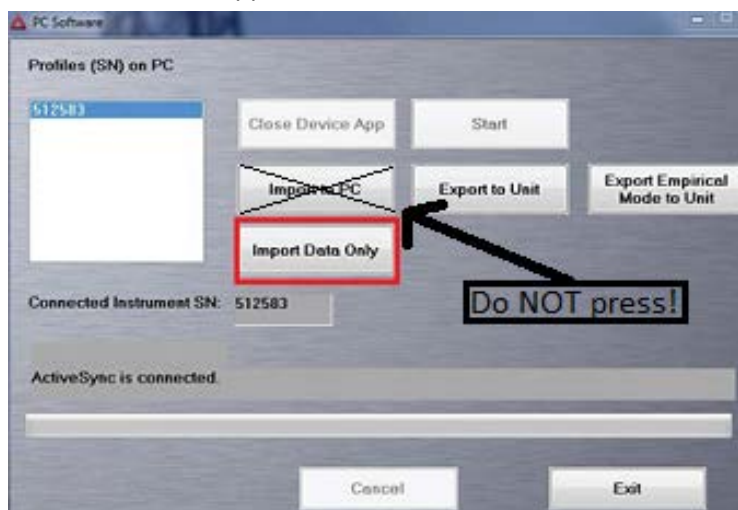 PC Software
Profiles (SN) on PC
512583
Close Device App
Start
Import to PC
Export to Unit
Export Empirical
Mode to Unit
Import Data Only
Connected Instrument SN:
512583
Do NOT press!
ActiveSync is connected.
Cancel
Exit